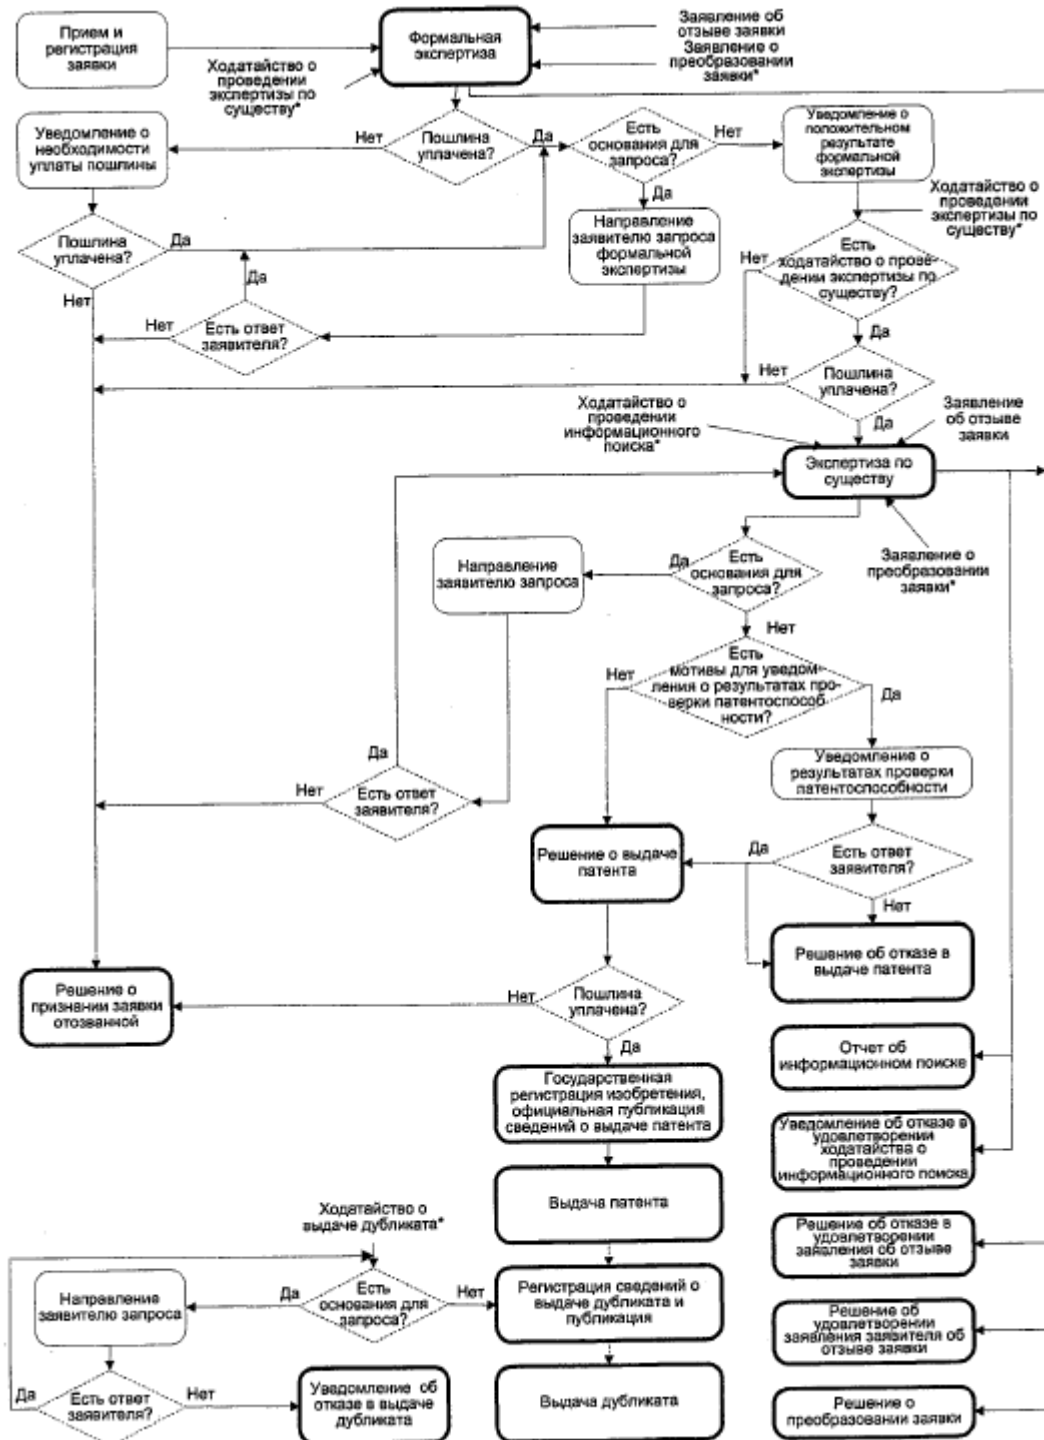 Прием и
регистрация
заявки
Формальная
экспертиза
Заявление об
отзыве заявки
Заявление о
преобразовании
заявки*
Ходатайство о
проведении
экспертизы по
существу*
Уведомление о
необходимости
уплаты пошлины
Нет
Пошлина
уплачена?
Да
Есть
основания для
запроса?
Нет
Уведомление о
положительном
результате
формальной
экспертизы
Да
Ходатайство о
проведении
экспертизы по
существу*
Направление
заявителю запроса
формальной
экспертизы
Пошлина
уплачена?
Да
Нет
Да
Нет
Есть ответ
заявителя?
Нет
Есть
ходатайство о прове-
дении экспертизы по
существу?
Да
Нет
Пошлина
уплачена?
Да
Ходатайство о
проведении
информационного
поиска*
Заявление
об отзыве
заявки
Экспертиза по
существу
Заявление о
преобразовании
заявки*
Направление
заявителю запроса
Да
Есть
основания для
запроса?
Нет
Нет
Есть
мотивы для уведом-
ления о результатах про-
верки патентоспособ-
ности?
Да
Уведомление о
результатах проверки
патентоспособности
Да
Нет
Есть ответ
заявителя?
Решение о выдаче
патента
Да
Есть ответ
заявителя?
Нет
Решение об отказе в
выдаче патента
Решение о
признании заявки
отозванной
Нет
Пошлина
уплачена?
Да
Отчет об
информационном поиске
Государственная
регистрация изобретения,
официальная публикация
сведений о выдаче патента
Уведомление об отказе в
удовлетворении
ходатайства о
проведении
информационного поиска
Выдача патента
Ходатайство о
выдаче дубликата*
Решение об отказе в
удовлетворении
заявления об отзыве
заявки
Направление
заявителю запроса
Да
Есть
основания для
запроса?
Нет
Регистрация сведений о
выдаче дубликата и
публикация
Решение об
удовлетворении
заявления заявителя об
отзыве заявки
Да
Есть ответ
заявителя?
Нет
Уведомление об
отказе в выдаче
дубликата
Выдача дубликата
Решение о
преобразовании заявки